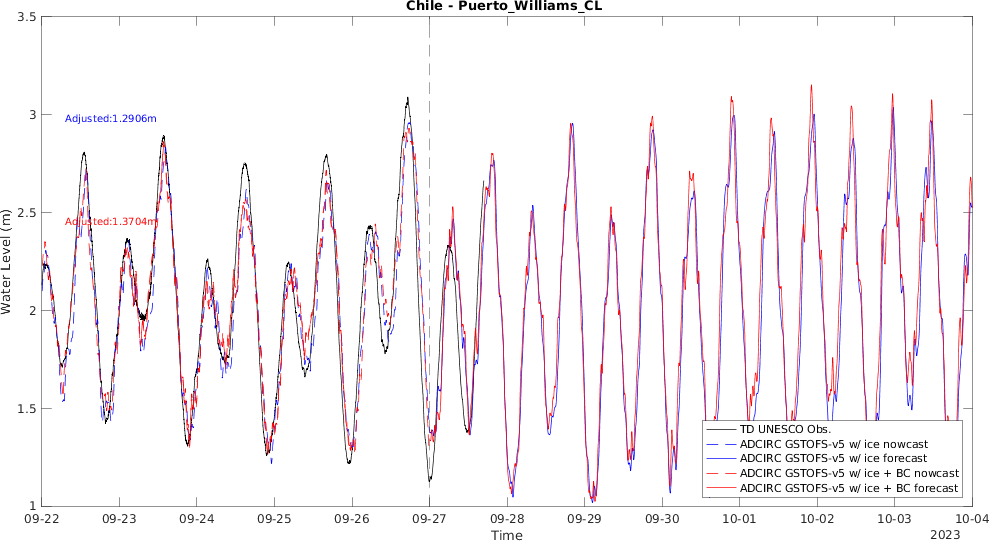 Chile - Puerto_Williams_CL
3.5
3
2.5
2
1.5
1
Water Level (m)
Adjusted:1.2906m
Adjusted:1.3704m
TD UNESCO Obs.
ADCIRC GSTOFS-v5 w/ ice nowcast
ADCIRC GSTOFS-v5 w/ ice forecast
ADCIRC GSTOFS-v5 w/ ice + BC nowcast
ADCIRC GSTOFS-v5 w/ ice + BC forecast
09-22 09-23 09-24 09-25 09-26 09-27 09-28 09-29 09-30 10-01 10-02 10-03 10-04
Time
2023